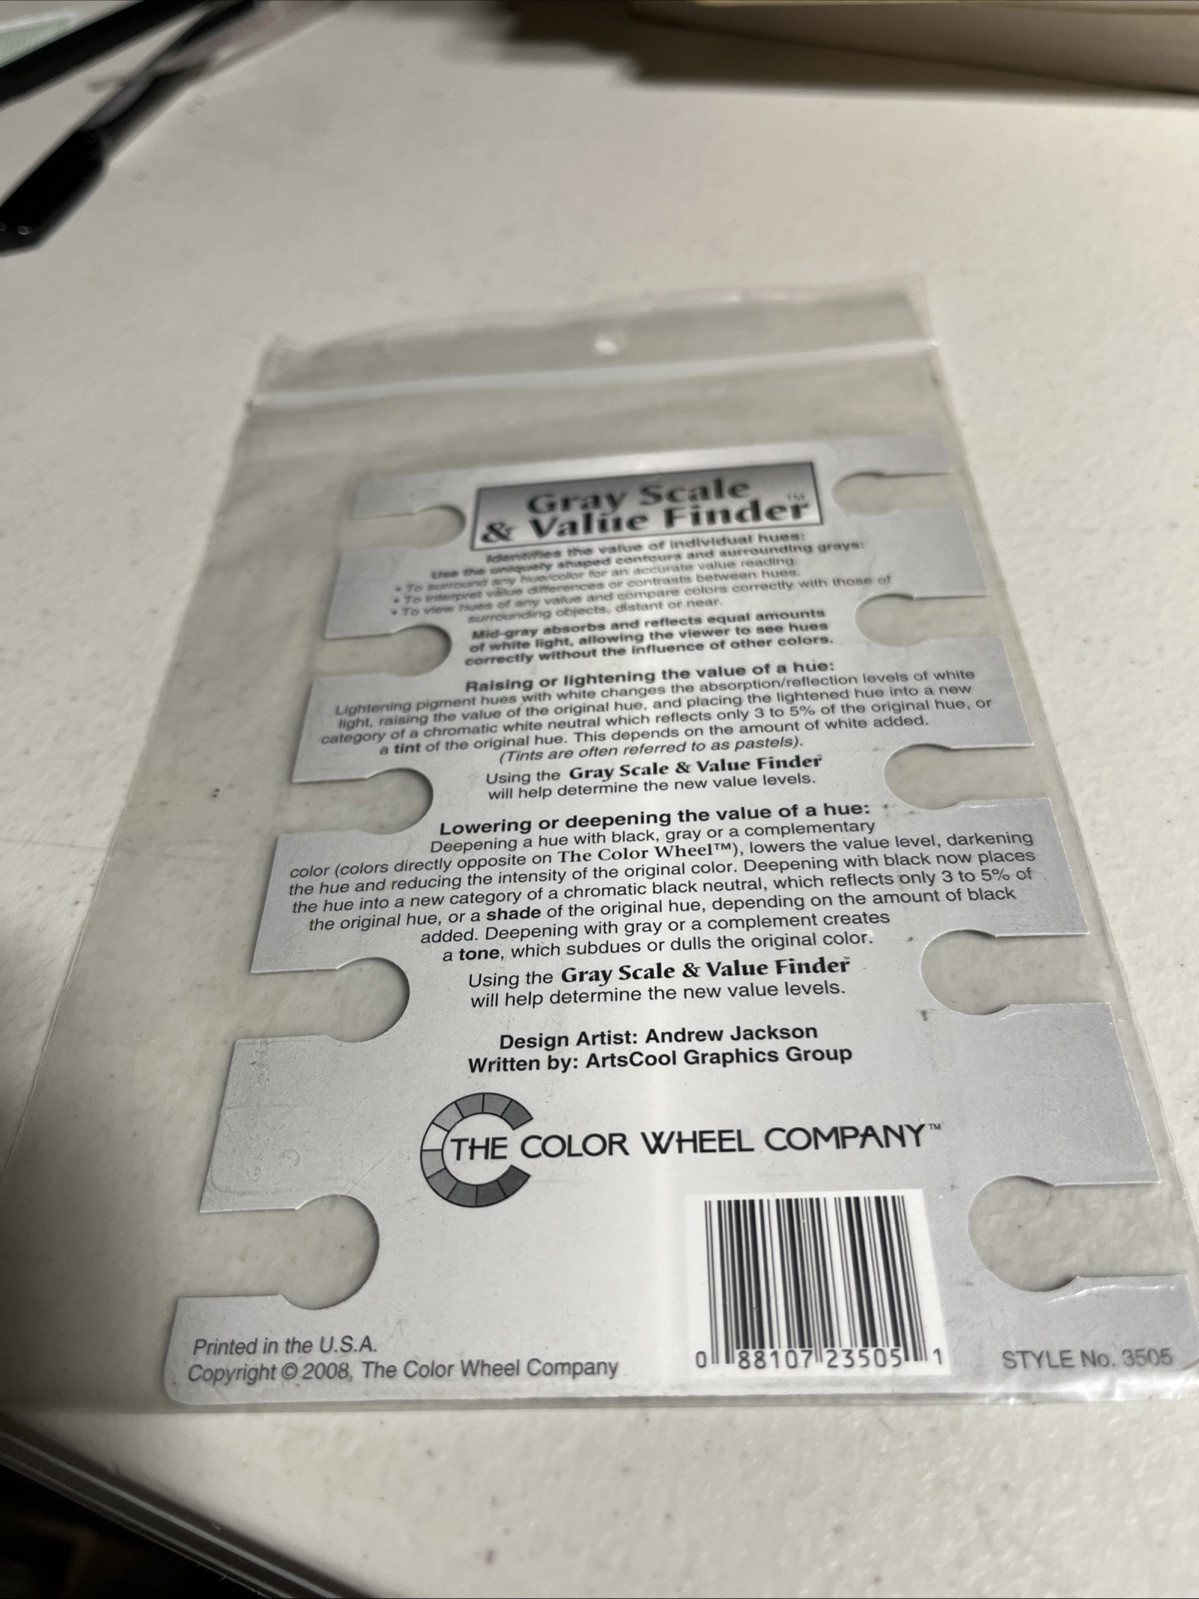 Gray Scale
& Value Finder™
Identifies the value of individual hues:
Use the uniquely shaped contours and surrounding grays:
• To surround any hue/color for an accurate value reading.
• To interpret value differences or contrasts between hues.
• To view hues of any value and compare colors correctly with those of
surrounding objects, distant or near.
Mid-gray absorbs and reflects equal amounts
of white light, allowing the viewer to see hues
correctly without the influence of other colors.
Raising or lightening the value of a hue:
Lightening pigment hues with white changes the absorption/reflection levels of white
light, raising the value of the original hue, and placing the lightened hue into a new
category of a chromatic white neutral which reflects only 3 to 5% of the original hue, or
a tint of the original hue. This depends on the amount of white added.
(Tints are often referred to as pastels).
Using the Gray Scale & Value Finder™
will help determine the new value levels.
Lowering or deepening the value of a hue:
Deepening a hue with black, gray or a complementary
color (colors directly opposite on The Color Wheel™), lowers the value level, darkening
the hue and reducing the intensity of the original color. Deepening with black now places
the hue into a new category of a chromatic black neutral, which reflects only 3 to 5% of
the original hue, or a shade of the original hue, depending on the amount of black
added. Deepening with gray or a complement creates
a tone, which subdues or dulls the original color.
Using the Gray Scale & Value Finder™
will help determine the new value levels.
Design Artist: Andrew Jackson
Written by: ArtsCool Graphics Group
THE COLOR WHEEL COMPANY™
Printed in the U.S.A.
Copyright © 2008, The Color Wheel Company
0 88107 23505 1
STYLE No. 3505